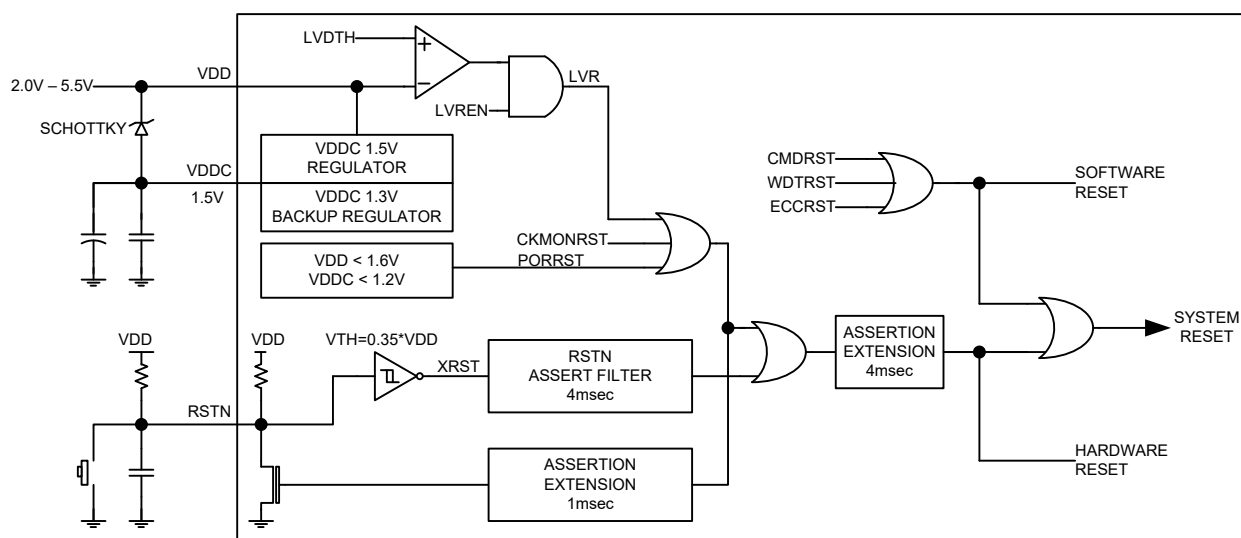 LVDTH
+
2.0V – 5.5V
VDD
−
LVR
LVREN
SCHOTTKY
VDDC 1.5V
REGULATOR
VDDC
1.5V
VDDC 1.3V
BACKUP REGULATOR
CMDRST
WDTRST
ECCRST
SOFTWARE
RESET
CKMONRST
PORRST
VDD < 1.6V
VDDC < 1.2V
SYSTEM
RESET
VDD
VDD
VTH=0.35*VDD
XRST
RSTN
ASSERT FILTER
4msec
ASSERTION
EXTENSION
4msec
RSTN
ASSERTION
EXTENSION
1msec
HARDWARE
RESET